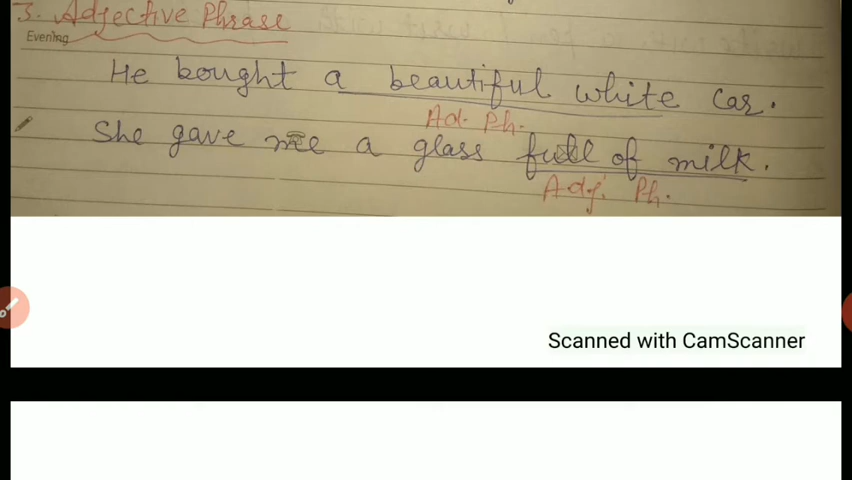 3. Adjective Phrase
Evening
He bought a beautiful white car.
Ad. Ph.
She gave me a glass full of milk.
Adj. Ph.
Scanned with CamScanner